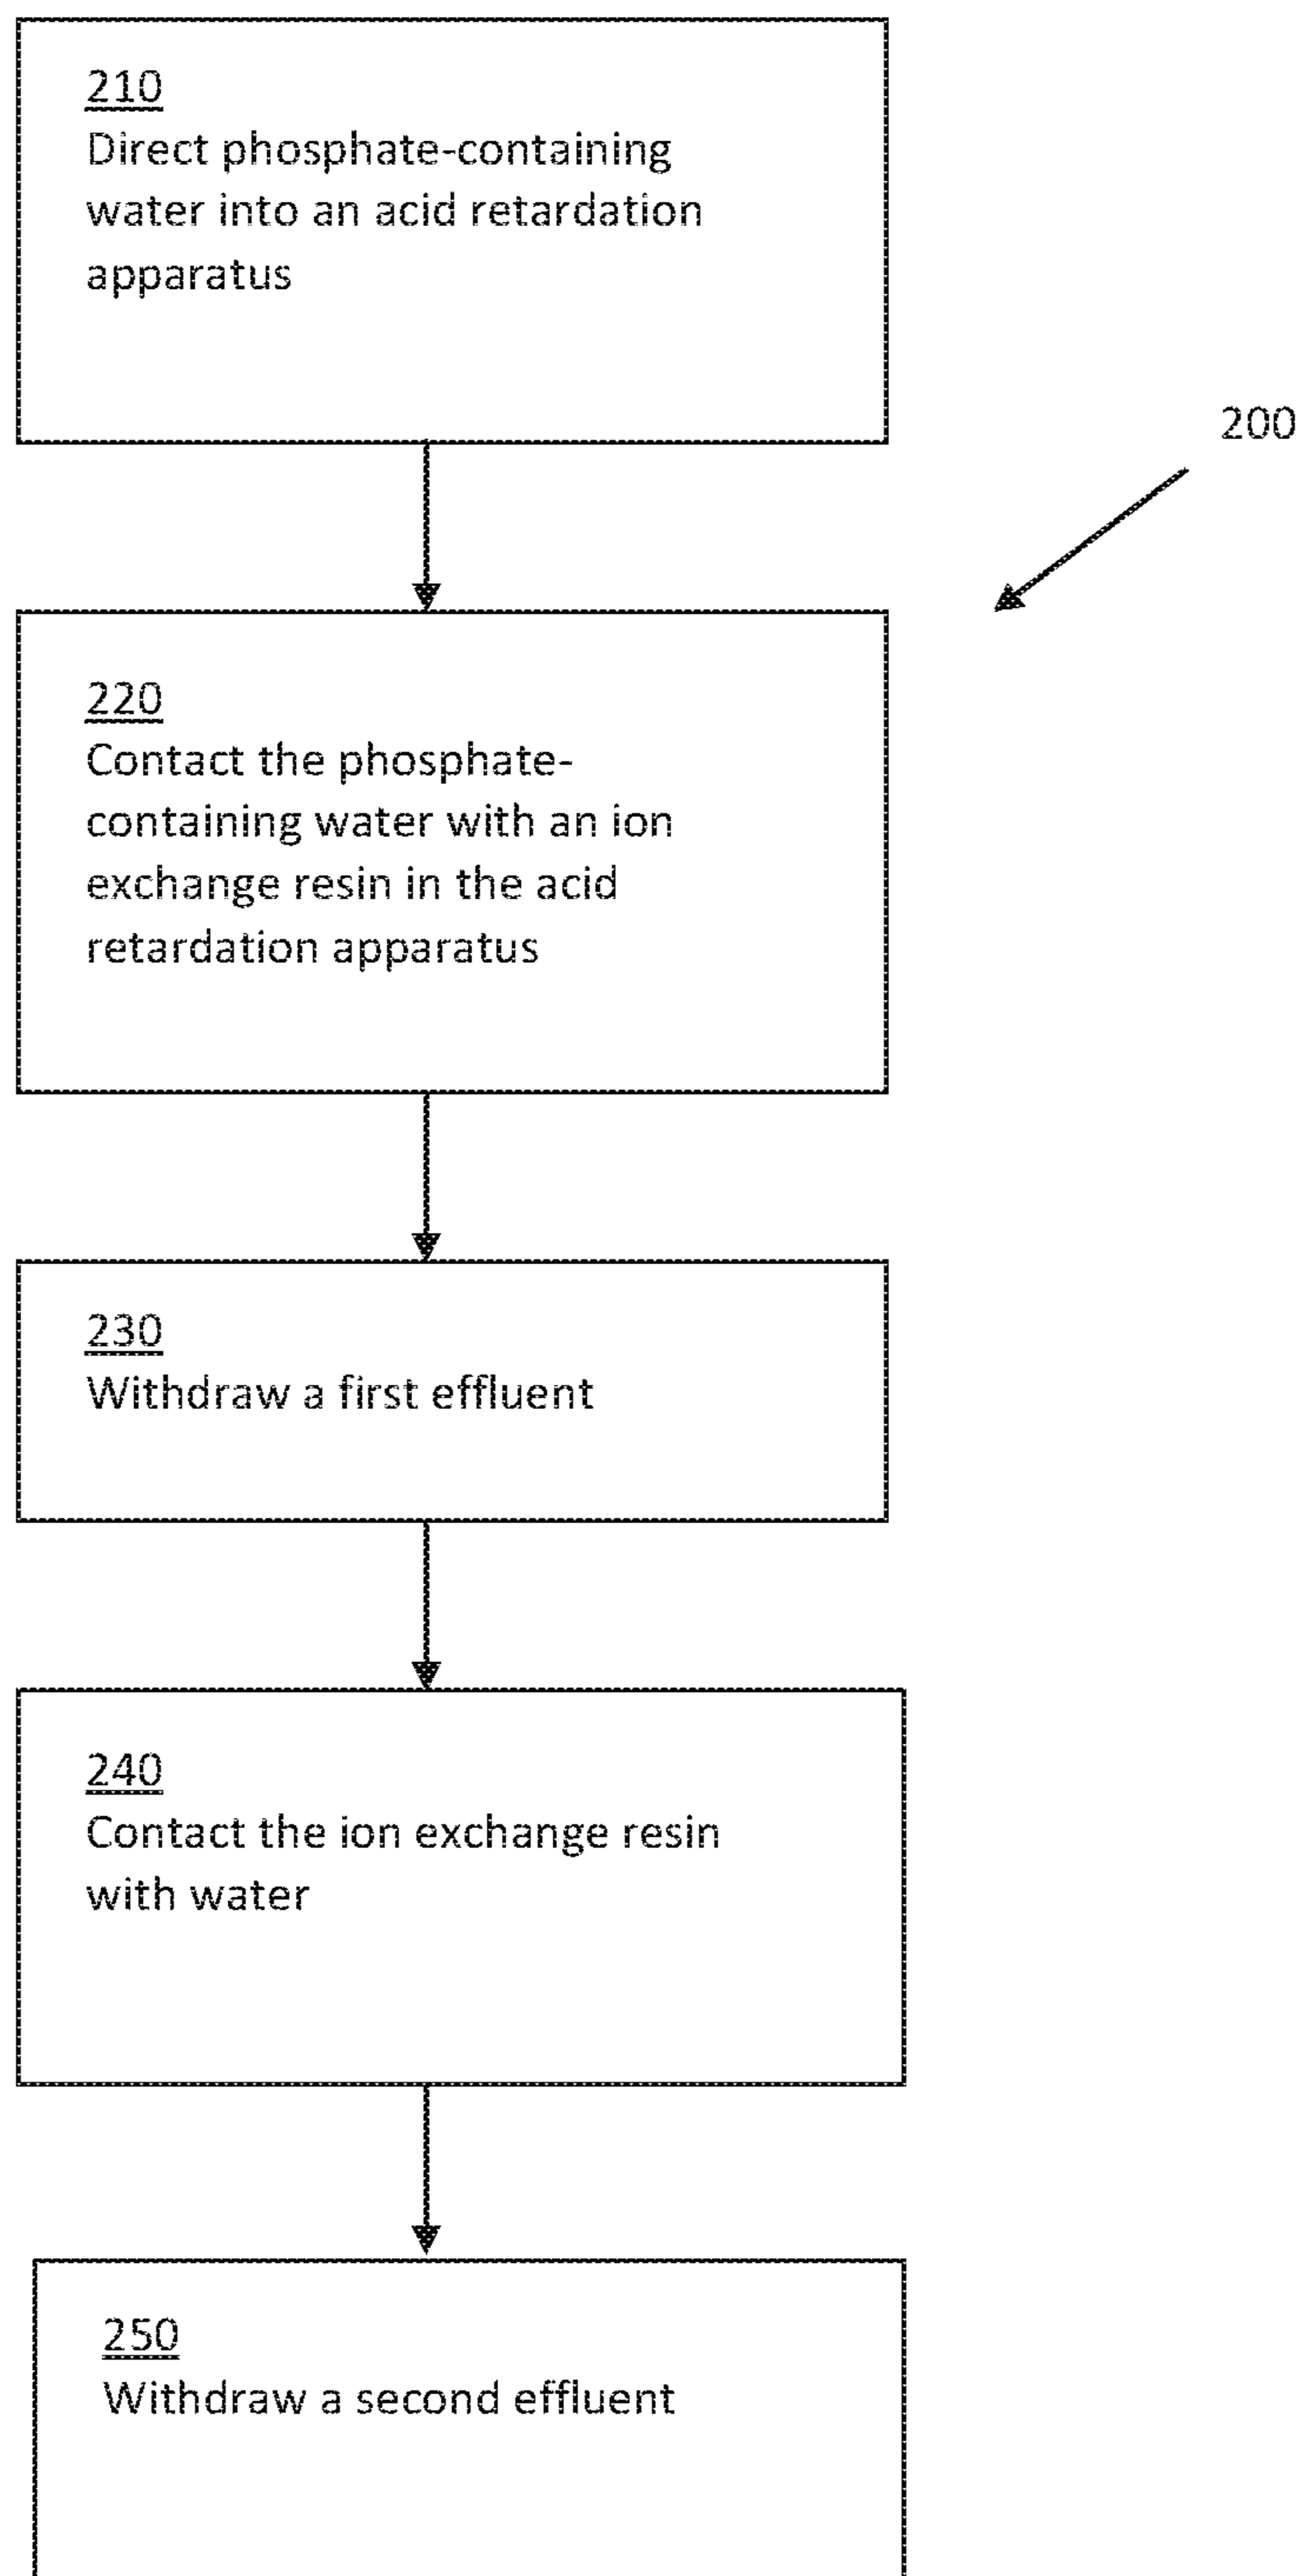 210
Direct phosphate-containing
water into an acid retardation
apparatus
200
220
Contact the phosphate-
containing water with an ion
exchange resin in the acid
retardation apparatus
230
Withdraw a first effluent
240
Contact the ion exchange resin
with water
250
Withdraw a second effluent